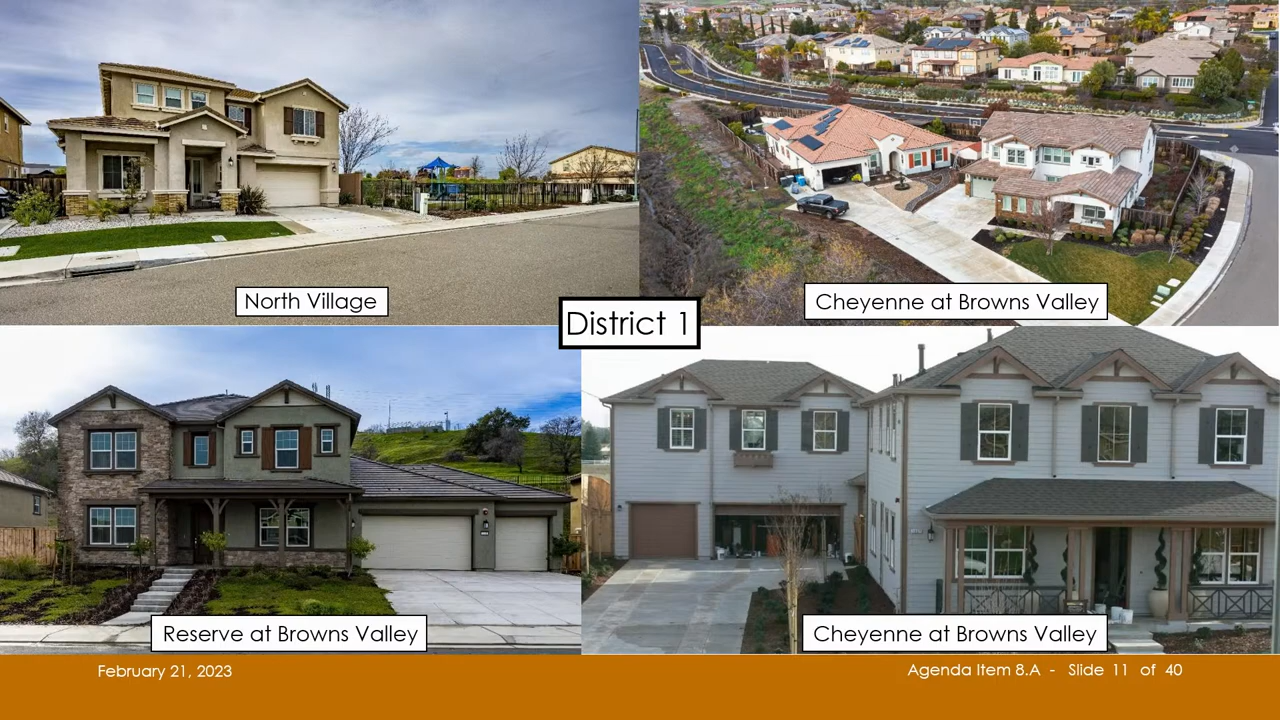 North Village
Cheyenne at Browns Valley
District 1
Reserve at Browns Valley
Cheyenne at Browns Valley
February 21, 2023
Agenda Item 8.A - Slide 11 of 40